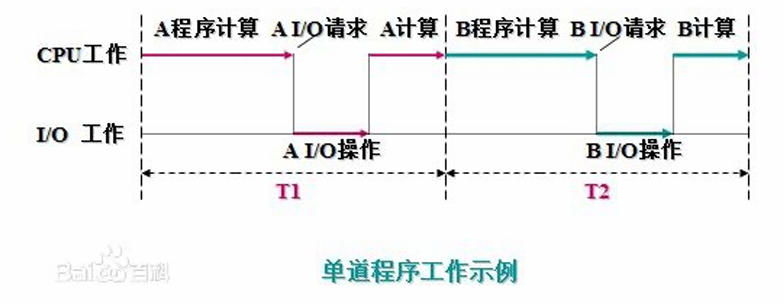 A程序计算 A I/O请求 A计算 B程序计算 B I/O请求 B计算
CPU工作
I/O 工作
A I/O操作 B I/O操作
T1 T2
单道程序工作示例
Baidu百科